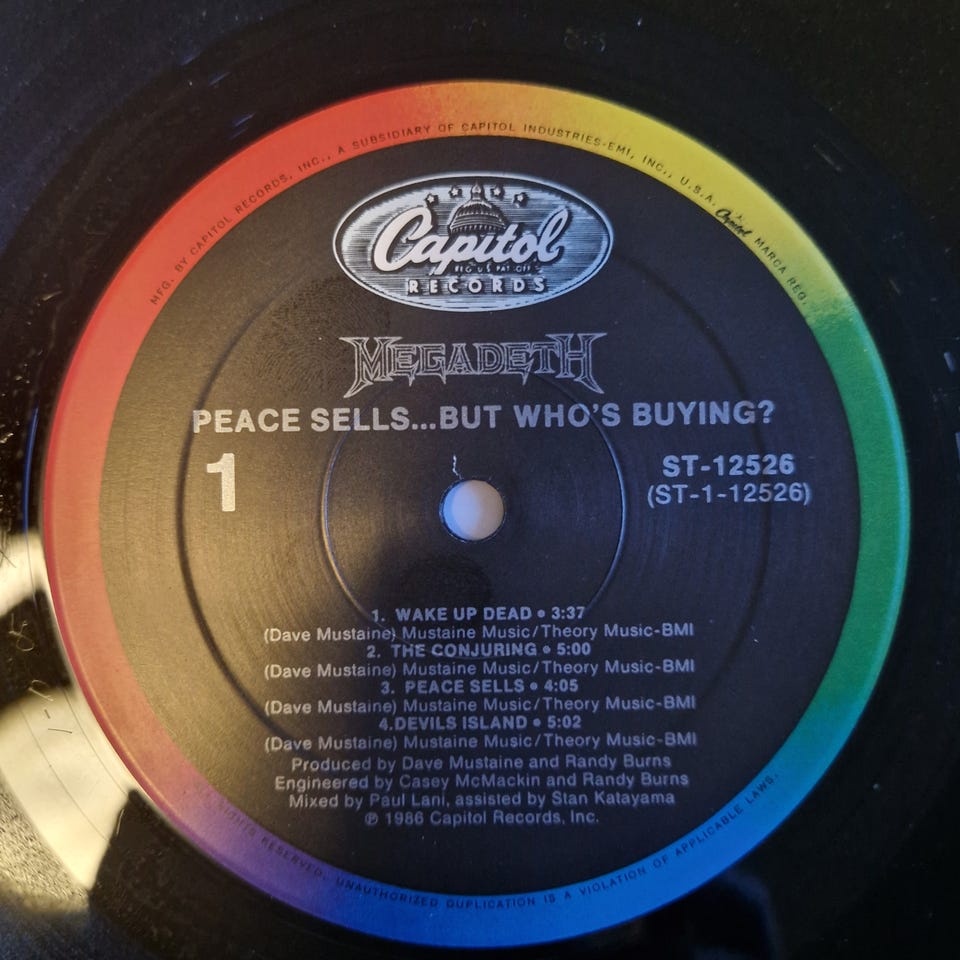 MFG. BY CAPITOL RECORDS, INC., A SUBSIDIARY OF CAPITOL INDUSTRIES-EMI, INC., U.S.A. Capitol MARCA REG.
Capitol
REG U S PAT OFF
RECORDS
MEGADETH
PEACE SELLS...BUT WHO'S BUYING?
1
ST-12526
(ST-1-12526)
1. WAKE UP DEAD • 3:37
(Dave Mustaine) Mustaine Music/Theory Music-BMI
2. THE CONJURING • 5:00
(Dave Mustaine) Mustaine Music/Theory Music-BMI
3. PEACE SELLS • 4:05
(Dave Mustaine) Mustaine Music/Theory Music-BMI
4.DEVILS ISLAND • 5:02
(Dave Mustaine) Mustaine Music/Theory Music-BMI
Produced by Dave Mustaine and Randy Burns
Engineered by Casey McMackin and Randy Burns
Mixed by Paul Lani, assisted by Stan Katayama
℗ 1986 Capitol Records, Inc.
RIGHTS RESERVED. UNAUTHORIZED DUPLICATION IS A VIOLATION OF APPLICABLE LAWS.